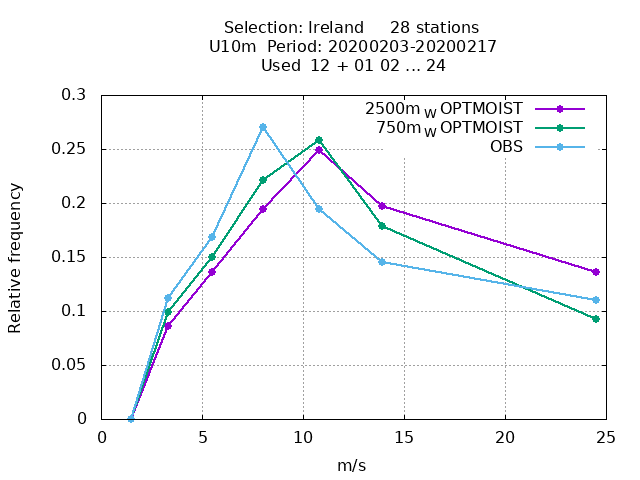 Selection: Ireland 28 stations
U10m Period: 20200203-20200217
Used 12 + 01 02 ... 24
0.3
2500m W OPTMOIST
750m W OPTMOIST
OBS
0.25
0.2
0.15
0.1
0.05
0
Relative frequency
0 5 10 15 20 25
m/s